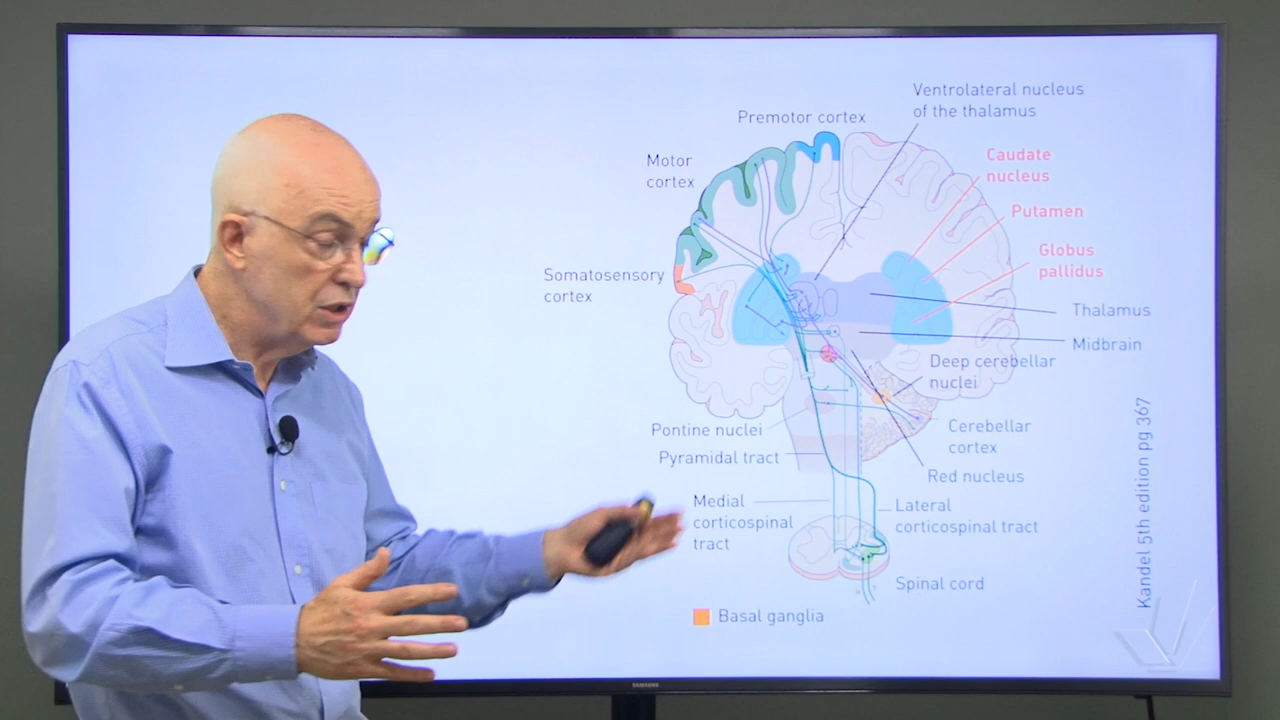 Ventrolateral nucleus
of the thalamus
Premotor cortex
Motor
cortex
Caudate
nucleus
Putamen
Globus
pallidus
Somatosensory
cortex
Thalamus
Midbrain
Deep cerebellar
nuclei
Pontine nuclei
Cerebellar
cortex
Pyramidal tract
Red nucleus
Medial
corticospinal
tract
Lateral
corticospinal tract
Spinal cord
Basal ganglia
Kandel 5th edition pg 367
SAMSUNG